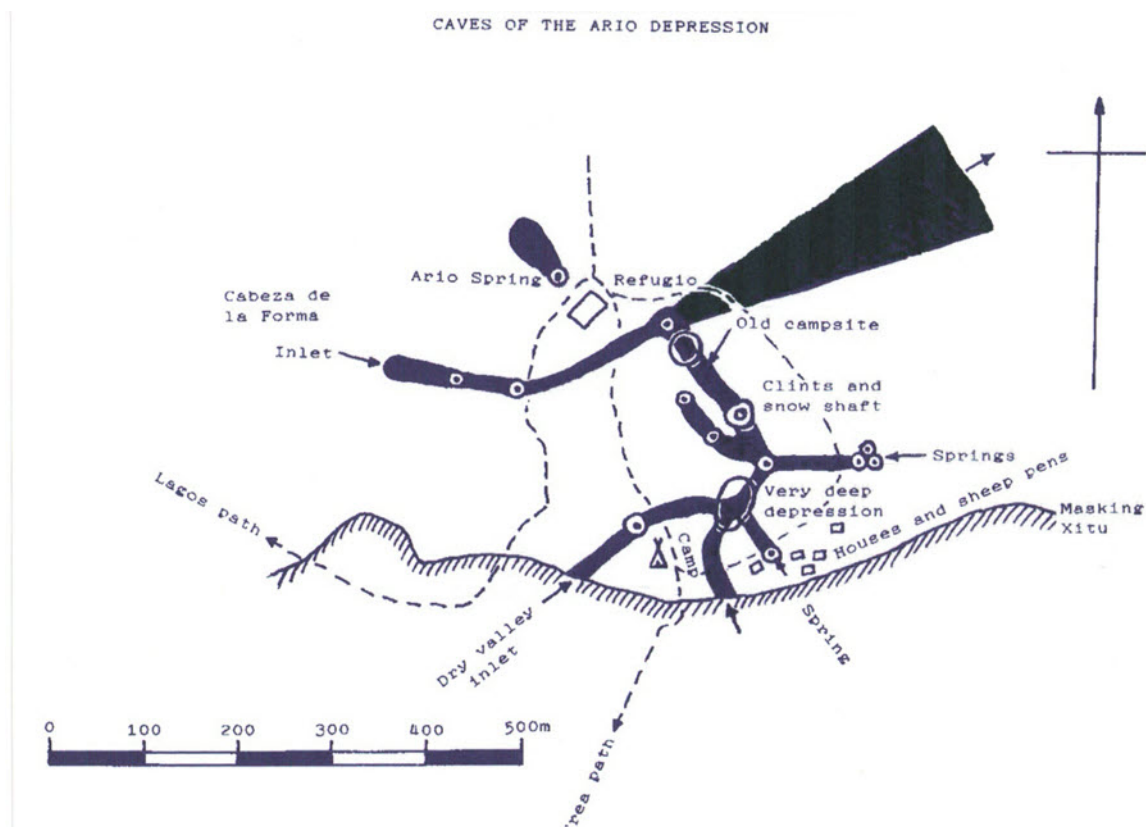 CAVES OF THE ARIO DEPRESSION
Ario Spring
Refugio
Cabeza de
la Forma
Inlet
Old campsite
Clints and
snow shaft
Springs
Lagos path
Very deep
depression
Houses and sheep pens
Masking
Xitu
Camp
Dry valley
inlet
Spring
0 100 200 300 400 500m
path